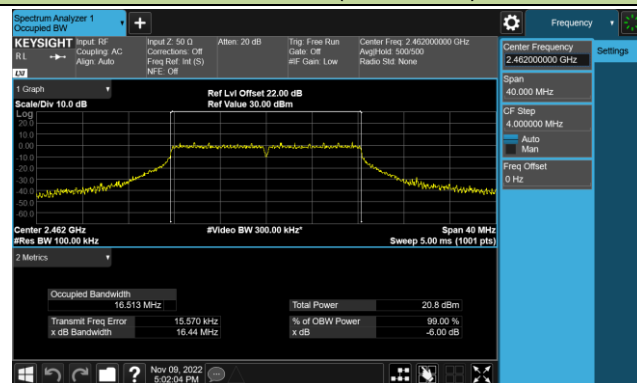 Spectrum Analyzer 1
Occupied BW
Frequency
KEYSIGHT
Input: RF
Input Z: 50 Ω
Atten: 20 dB
Trig: Free Run
Center Freq: 2.462000000 GHz
R L
Coupling: AC
Corrections: Off
Gate: Off
Avg|Hold: 500/500
Align: Auto
Freq Ref: Int (S)
#IF Gain: Low
Radio Std: None
NFE: Off
LXI
Center Frequency
2.462000000 GHz
Settings
Span
40.000 MHz
CF Step
4.000000 MHz
Auto
Man
Freq Offset
0 Hz
1 Graph
Ref Lvl Offset 22.00 dB
Scale/Div 10.0 dB
Ref Value 30.00 dBm
Log
20.0
10.0
0.00
-10.0
-20.0
-30.0
-40.0
-50.0
-60.0
Center 2.462 GHz
#Video BW 300.00 kHz*
Span 40 MHz
#Res BW 100.00 kHz
Sweep 5.00 ms (1001 pts)
2 Metrics
Occupied Bandwidth
16.513 MHz
Total Power
20.8 dBm
Transmit Freq Error
15.570 kHz
% of OBW Power
99.00 %
x dB Bandwidth
16.44 MHz
x dB
-6.00 dB
?
Nov 09, 2022
5:02:04 PM